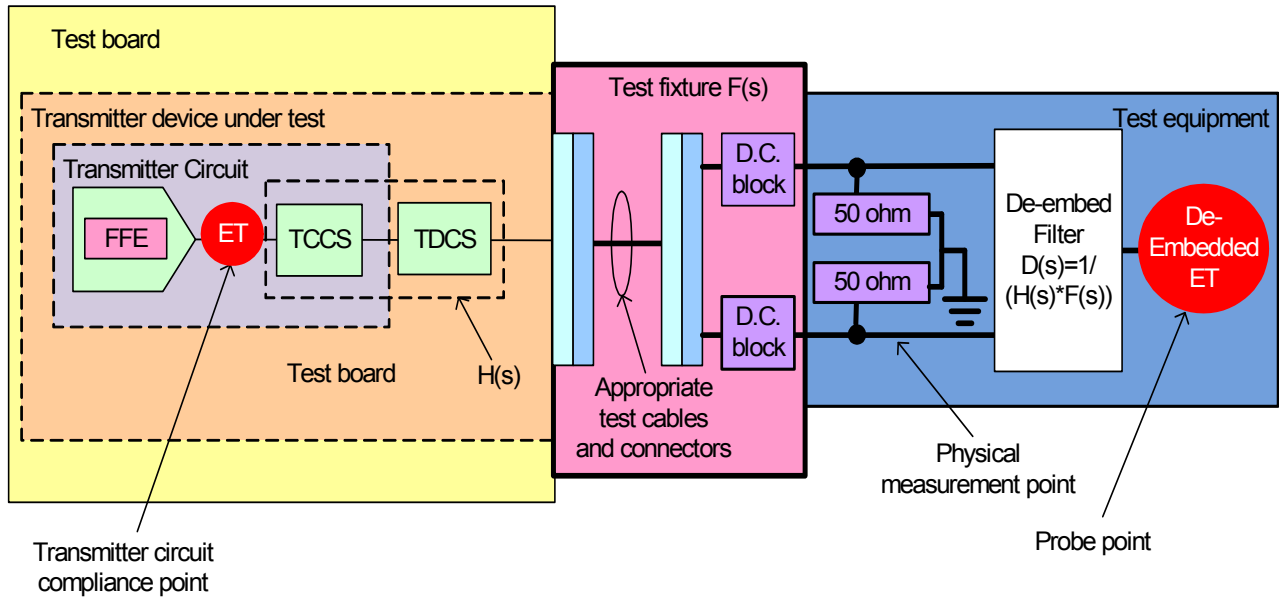 Test board
Transmitter device under test
Transmitter Circuit
FFE
ET
TCCS
TDCS
Test board
H(s)
Transmitter circuit
compliance point
Test fixture F(s)
D.C.
block
D.C.
block
Appropriate
test cables
and connectors
Test equipment
50 ohm
50 ohm
De-embed
Filter
D(s)=1/
(H(s)*F(s))
De-
Embedded
ET
Physical
measurement point
Probe point